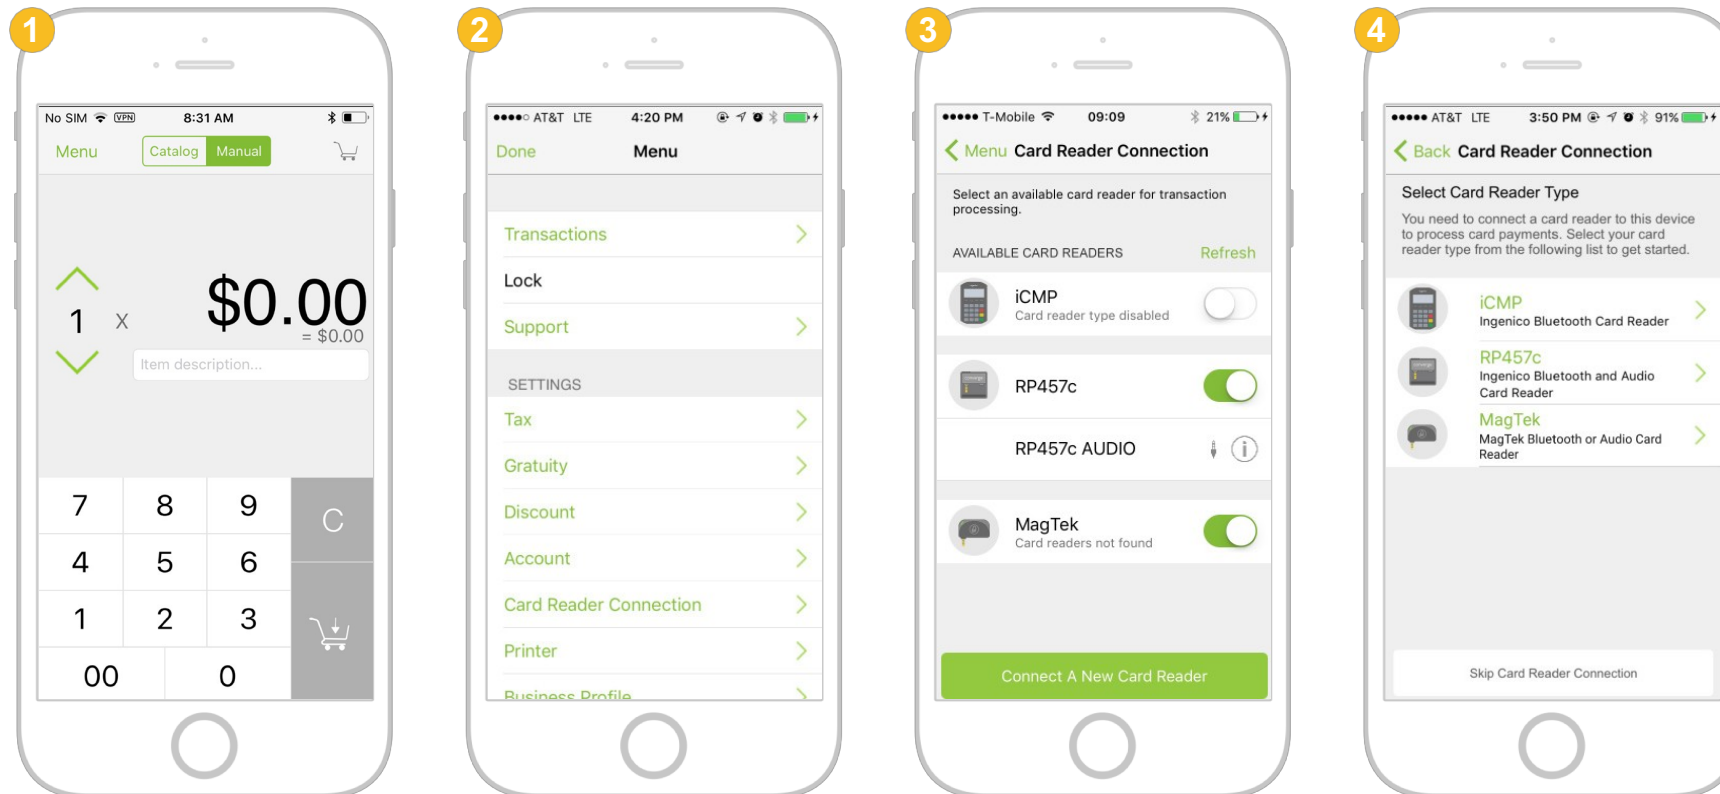 1
No SIM VPN 8:31 AM
Menu Catalog Manual
1 x $0.00
= $0.00
Item description...
7 8 9 C
4 5 6
1 2 3
00 0
2
AT&T LTE 4:20 PM
Done Menu
Transactions
Lock
Support
SETTINGS
Tax
Gratuity
Discount
Account
Card Reader Connection
Printer
Business Profile
3
T-Mobile 09:09 21%
Menu Card Reader Connection
Select an available card reader for transaction
processing.
AVAILABLE CARD READERS Refresh
iCMP
Card reader type disabled
RP457c
RP457c AUDIO i
MagTek
Card readers not found
Connect A New Card Reader
4
AT&T LTE 3:50 PM 91%
Back Card Reader Connection
Select Card Reader Type
You need to connect a card reader to this device
to process card payments. Select your card
reader type from the following list to get started.
iCMP
Ingenico Bluetooth Card Reader
RP457c
Ingenico Bluetooth and Audio
Card Reader
MagTek
MagTek Bluetooth or Audio Card
Reader
Skip Card Reader Connection